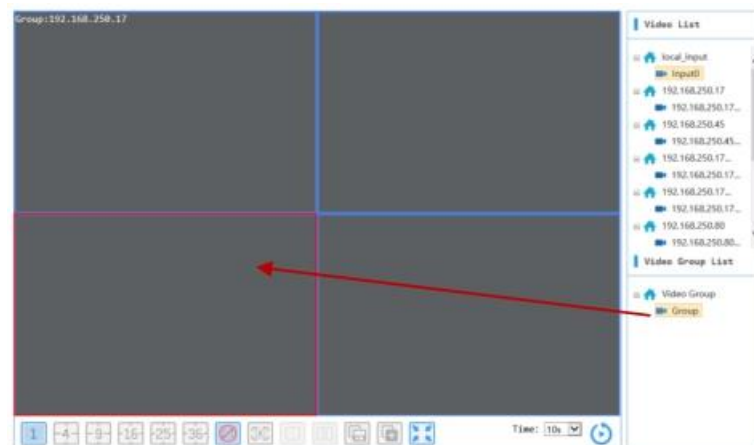 Group:192.168.250.17
Video List
local_input
Input0
192.168.250.17
192.168.250.17...
192.168.250.45
192.168.250.45...
192.168.250.17...
192.168.250.17...
192.168.250.17...
192.168.250.17...
192.168.250.80
192.168.250.80...
Video Group List
Video Group
Group
1 4 9 16 25 36
Time: 10s